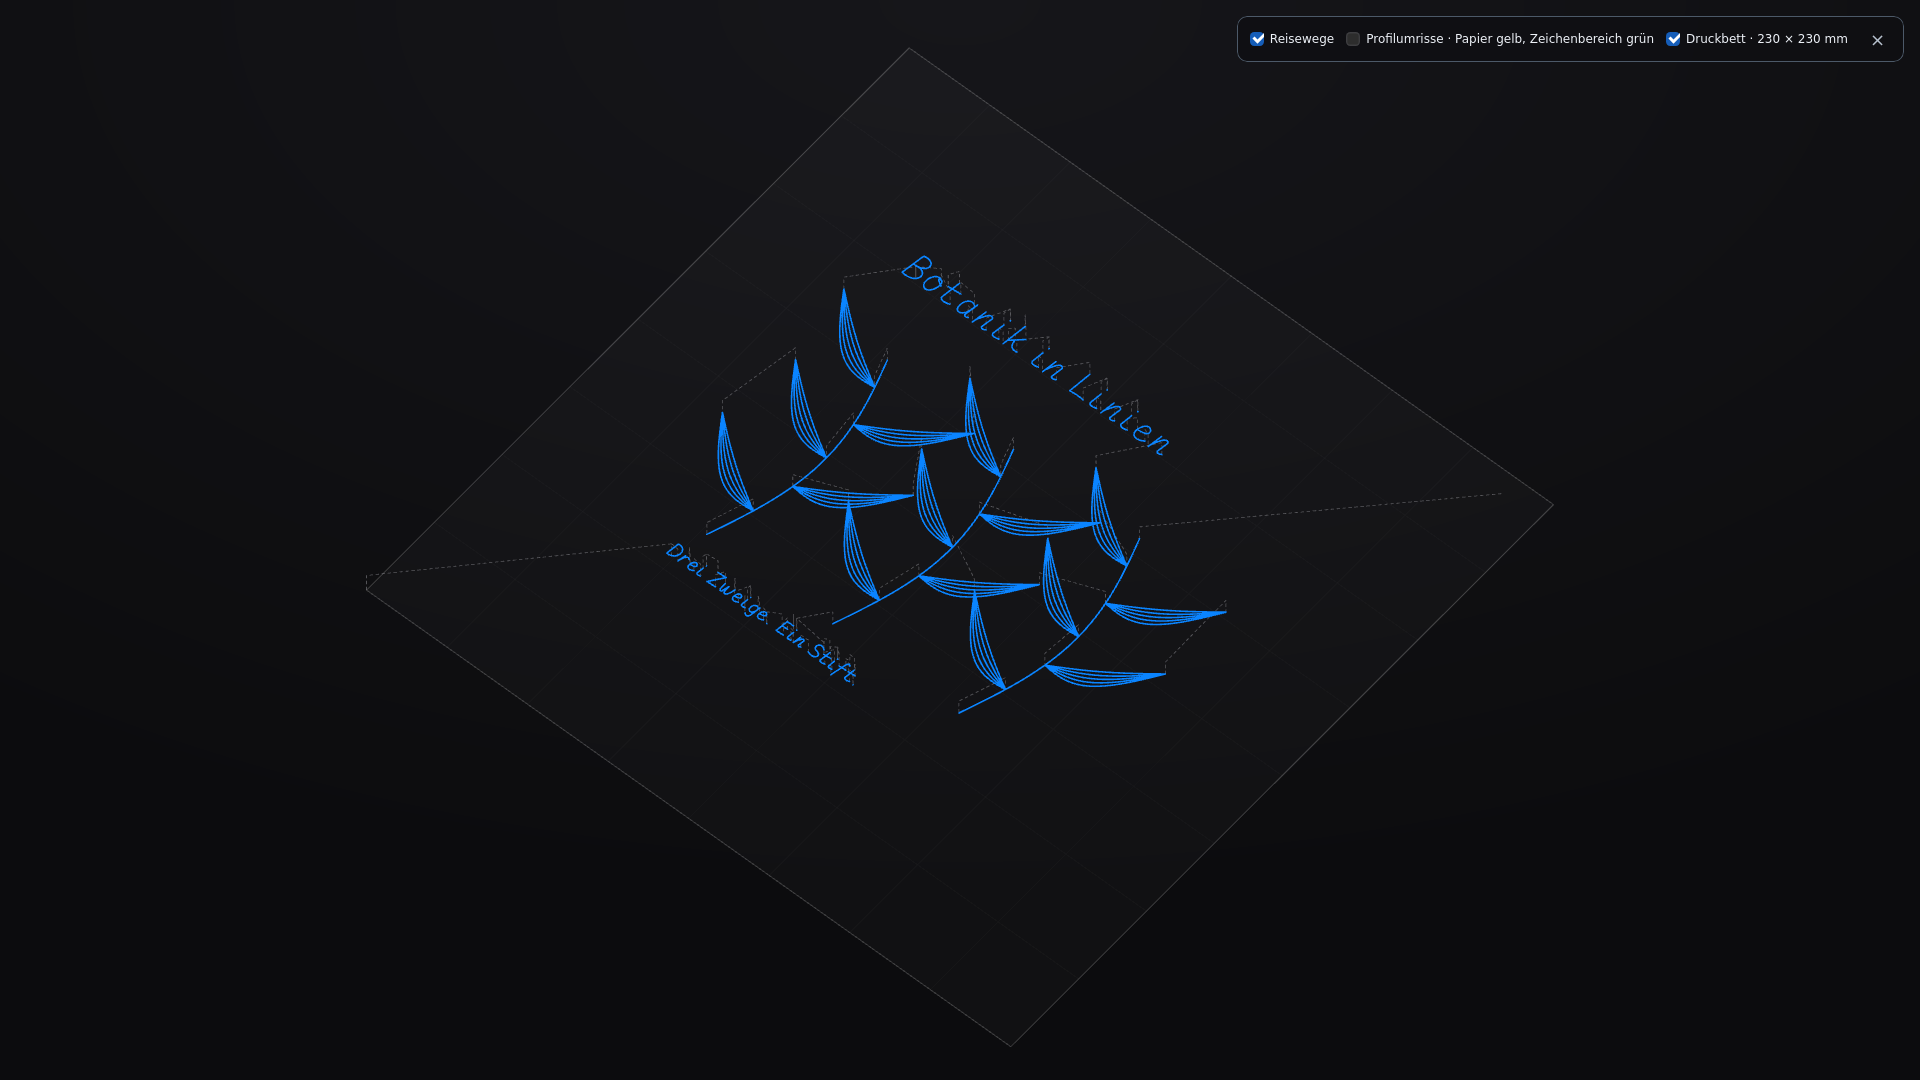 Reisewege
Profilumrisse · Papier gelb, Zeichenbereich grün
Druckbett · 230 × 230 mm
Botanik in Linien
Drei Zweige Ein Stift